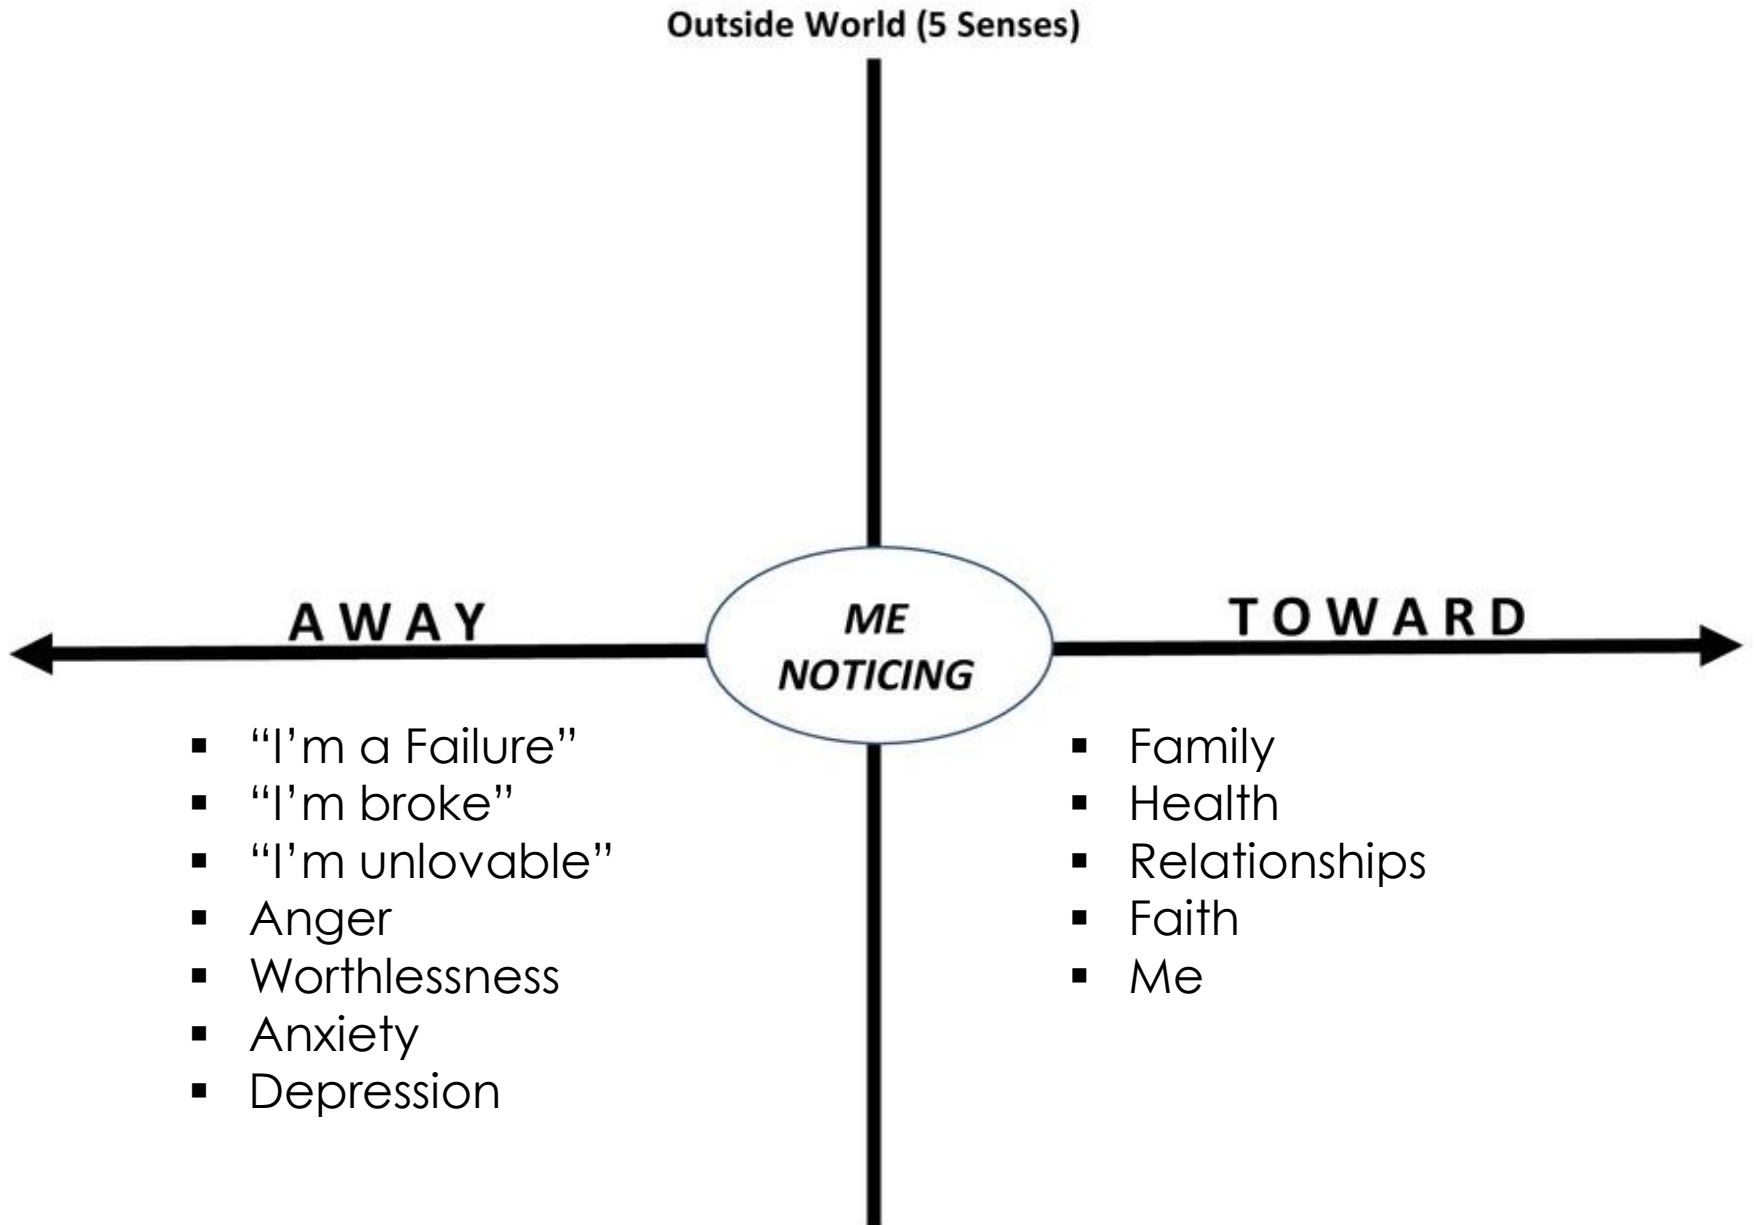 Outside World (5 Senses)
AWAY
ME
NOTICING
TOWARD
▪ “I’m a Failure”
▪ “I’m broke”
▪ “I’m unlovable”
▪ Anger
▪ Worthlessness
▪ Anxiety
▪ Depression
▪ Family
▪ Health
▪ Relationships
▪ Faith
▪ Me